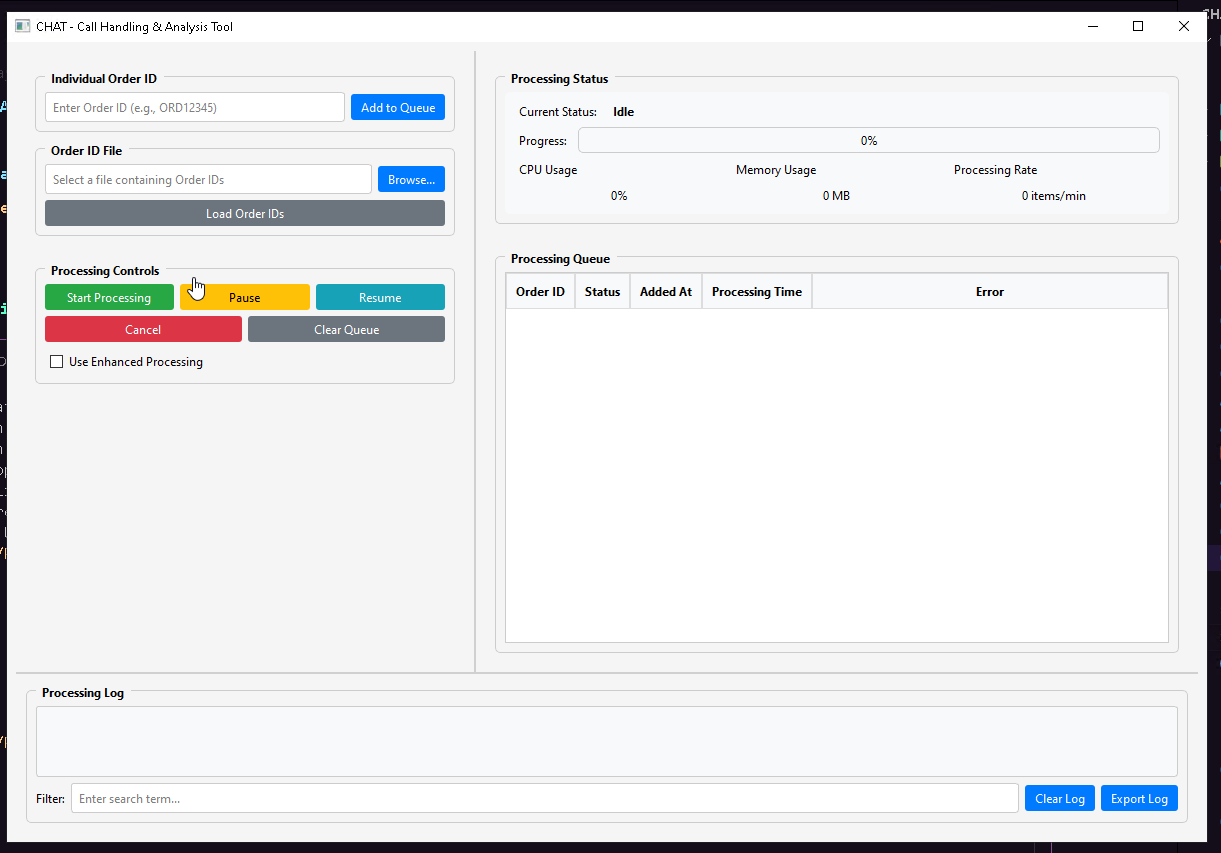 CHAT - Call Handling & Analysis Tool
Individual Order ID
Enter Order ID (e.g., ORD12345)
Add to Queue
Order ID File
Select a file containing Order IDs
Browse...
Load Order IDs
Processing Controls
Start Processing
Pause
Resume
Cancel
Clear Queue
Use Enhanced Processing
Processing Status
Current Status: Idle
Progress: 0%
CPU Usage Memory Usage Processing Rate
0% 0 MB 0 items/min
Processing Queue
Order ID Status Added At Processing Time Error
Processing Log
Filter: Enter search term...
Clear Log
Export Log